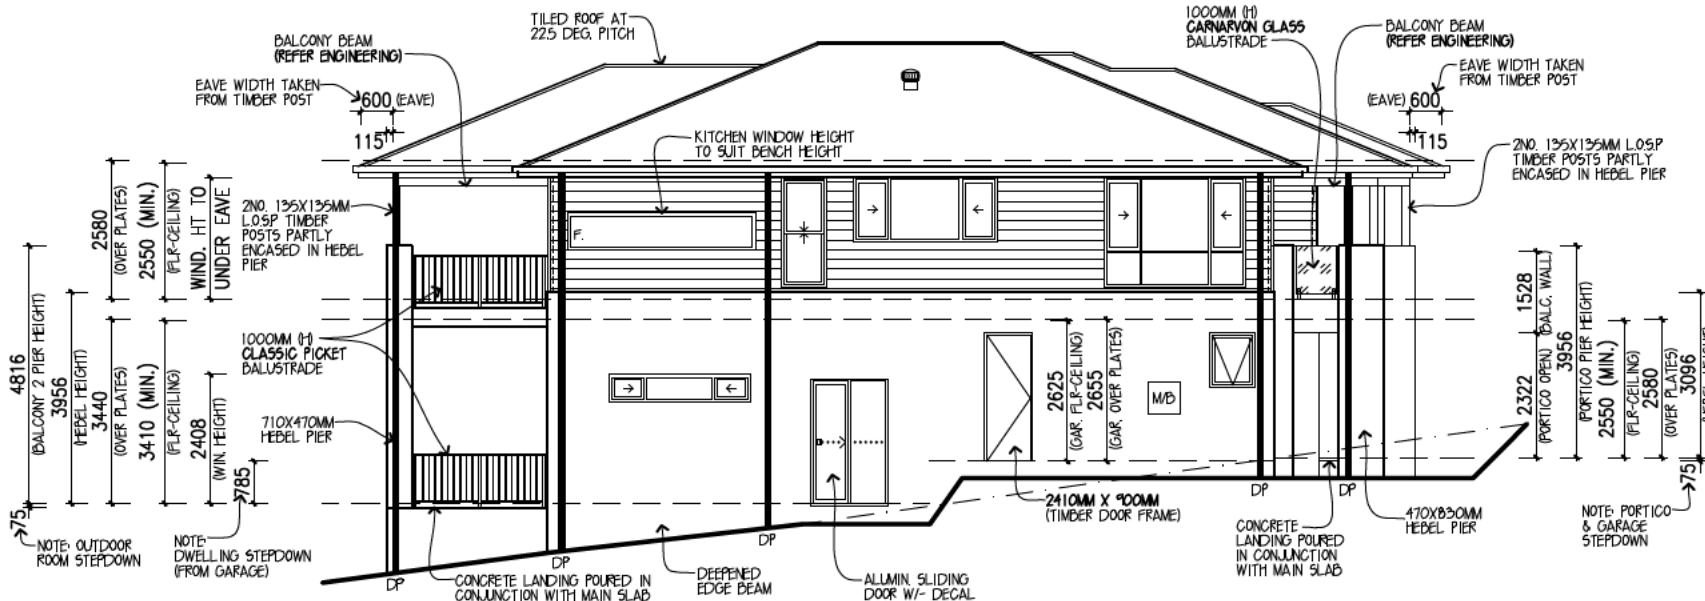 TILED ROOF AT
22.5 DEG. PITCH
BALCONY BEAM
(REFER ENGINEERING)
EAVE WIDTH TAKEN
FROM TIMBER POST
600 (EAVE)
115
KITCHEN WINDOW HEIGHT
TO SUIT BENCH HEIGHT
1000MM (H)
CARNARVON GLASS
BALUSTRADE
BALCONY BEAM
(REFER ENGINEERING)
EAVE WIDTH TAKEN
FROM TIMBER POST
(EAVE) 600
115
2NO. 135X135MM L.O.S.P
TIMBER POSTS PARTLY
ENCASED IN HEBEL PIER
2NO. 135X135MM
L.O.S.P TIMBER
POSTS PARTLY
ENCASED IN HEBEL
PIER
2580
(OVER PLATES)
2550 (MIN.)
(FLR-CEILING)
WIND. HT TO
UNDER EAVE
F.
4816
(BALCONY 2 PIER HEIGHT)
3956
(HEBEL HEIGHT)
3440
(OVER PLATES)
3410 (MIN.)
(FLR-CEILING)
2408
(WIN. HEIGHT)
785
75
1000MM (H)
CLASSIC PICKET
BALUSTRADE
710X470MM
HEBEL PIER
2625
(GAR. FLR-CEILING)
2655
(GAR. OVER PLATES)
M/B
1528
(BALC. WALL)
2322
(PORTICO OPEN)
3956
(PORTICO PIER HEIGHT)
2550 (MIN.)
(FLR-CEILING)
2580
(OVER PLATES)
3096
75
NOTE: OUTDOOR
ROOM STEPDOWN
NOTE:
DWELLING STEPDOWN
(FROM GARAGE)
DP
CONCRETE LANDING POURED IN
CONJUNCTION WITH MAIN SLAB
DP
DEEPENED
EDGE BEAM
DP
ALUMIN. SLIDING
DOOR W/- DECAL
2410MM X 900MM
(TIMBER DOOR FRAME)
DP
DP
CONCRETE
LANDING POURED
IN CONJUNCTION
WITH MAIN SLAB
470X830MM
HEBEL PIER
NOTE: PORTICO
& GARAGE
STEPDOWN